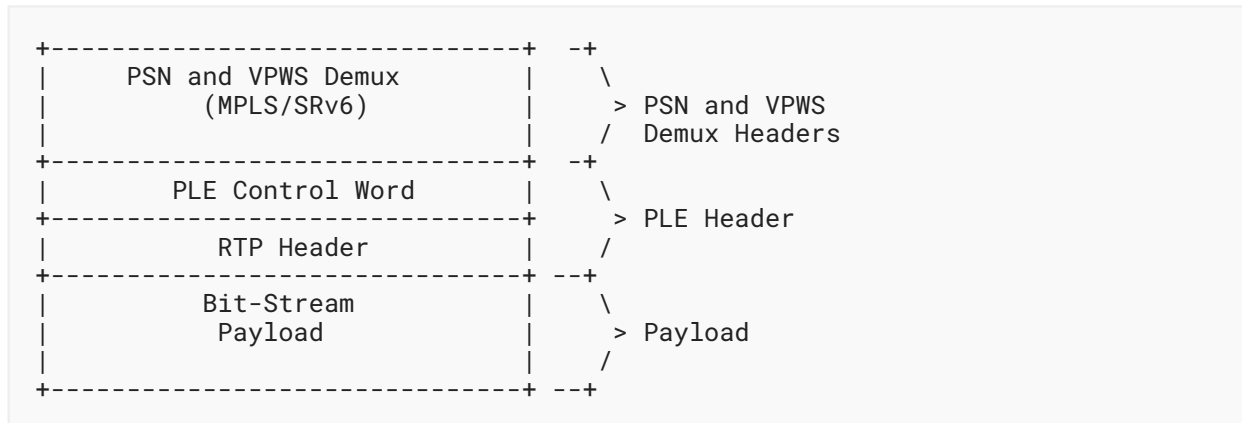 +-------------------------------+  -+
|     PSN and VPWS Demux        |    \
|          (MPLS/SRv6)          |     > PSN and VPWS
|                               |    /  Demux Headers
+-------------------------------+  -+
|        PLE Control Word       |    \
+-------------------------------+     > PLE Header
|           RTP Header          |    /
+-------------------------------+ --+
|          Bit-Stream           |    \
|           Payload             |     > Payload
|                               |    /
+-------------------------------+ --+